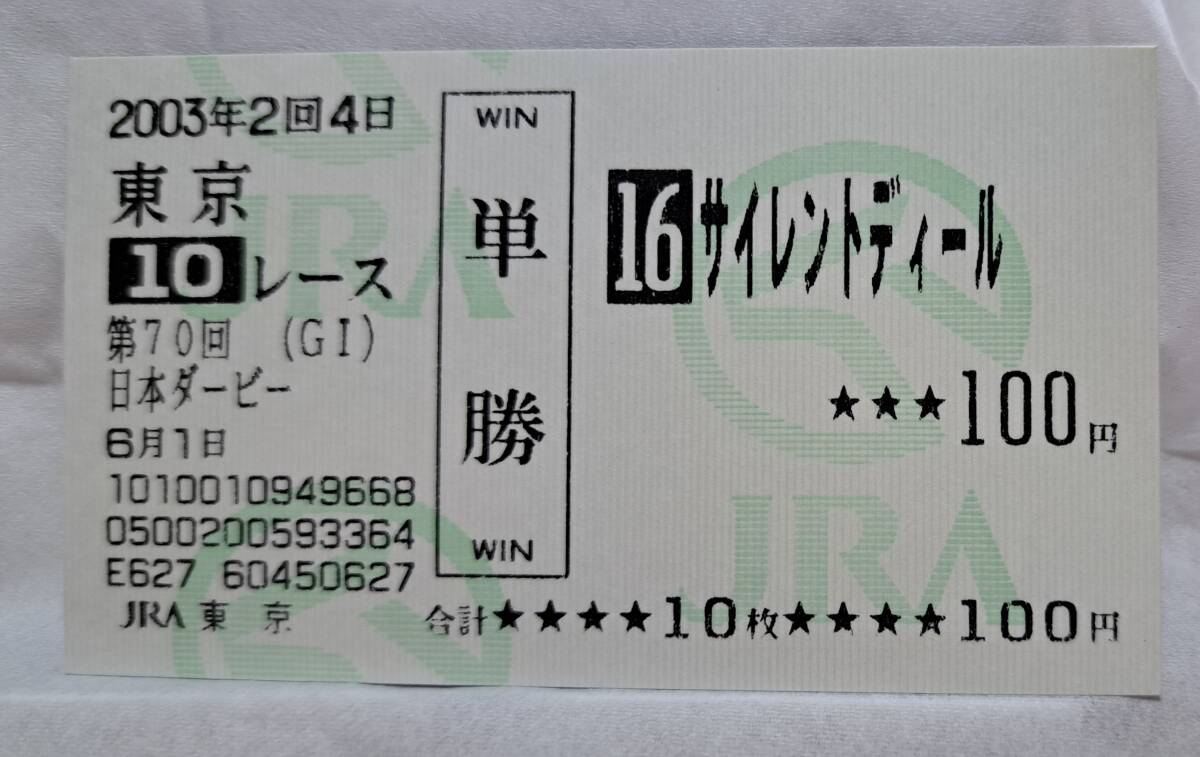 2003年2回4日
東京
10レース
第70回 (GI)
日本ダービー
6月1日
1010010949668
0500200593364
E627 60450627
JRA 東 京
WIN
単勝
WIN
16サイレントディール
★★★100円
合計★★★★10枚★★★★100円
JRA
JRA